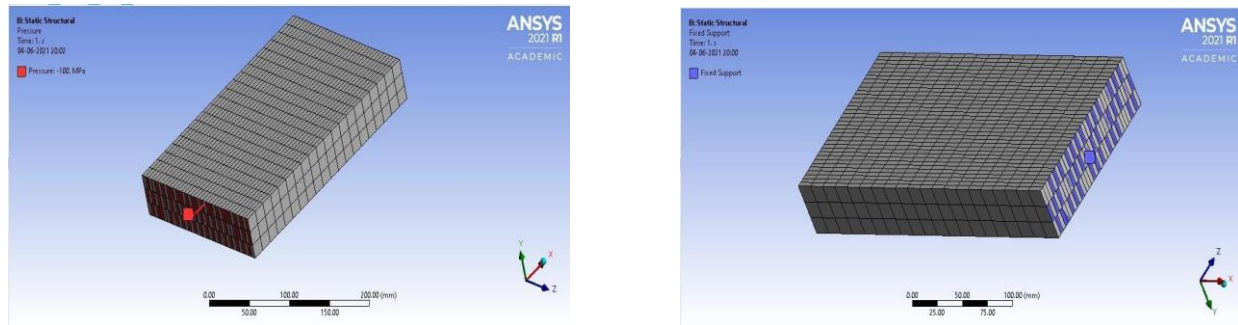 B: Static Structural
Pressure
Time: 1. s
04-06-2021 20:02
Pressure: -100. MPa
ANSYS
2021 R1
ACADEMIC
Y
X
Z
0.00 100.00 200.00 (mm)
50.00 150.00
B: Static Structural
Fixed Support
Time: 1. s
04-06-2021 20:00
Fixed Support
ANSYS
2021 R1
ACADEMIC
Z
X
Y
0.00 50.00 100.00 (mm)
25.00 75.00